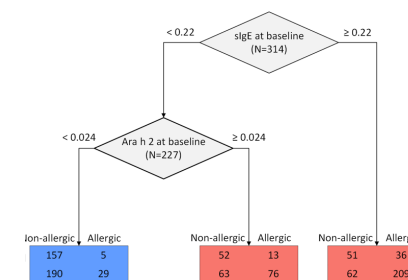 < 0.22
sIgE at baseline
(N=314)
≥ 0.22
< 0.024
Ara h 2 at baseline
(N=227)
≥ 0.024
Non-allergic Allergic
Non-allergic Allergic
Non-allergic
157 5
52 13
51 36
190 29
63 76
62 209